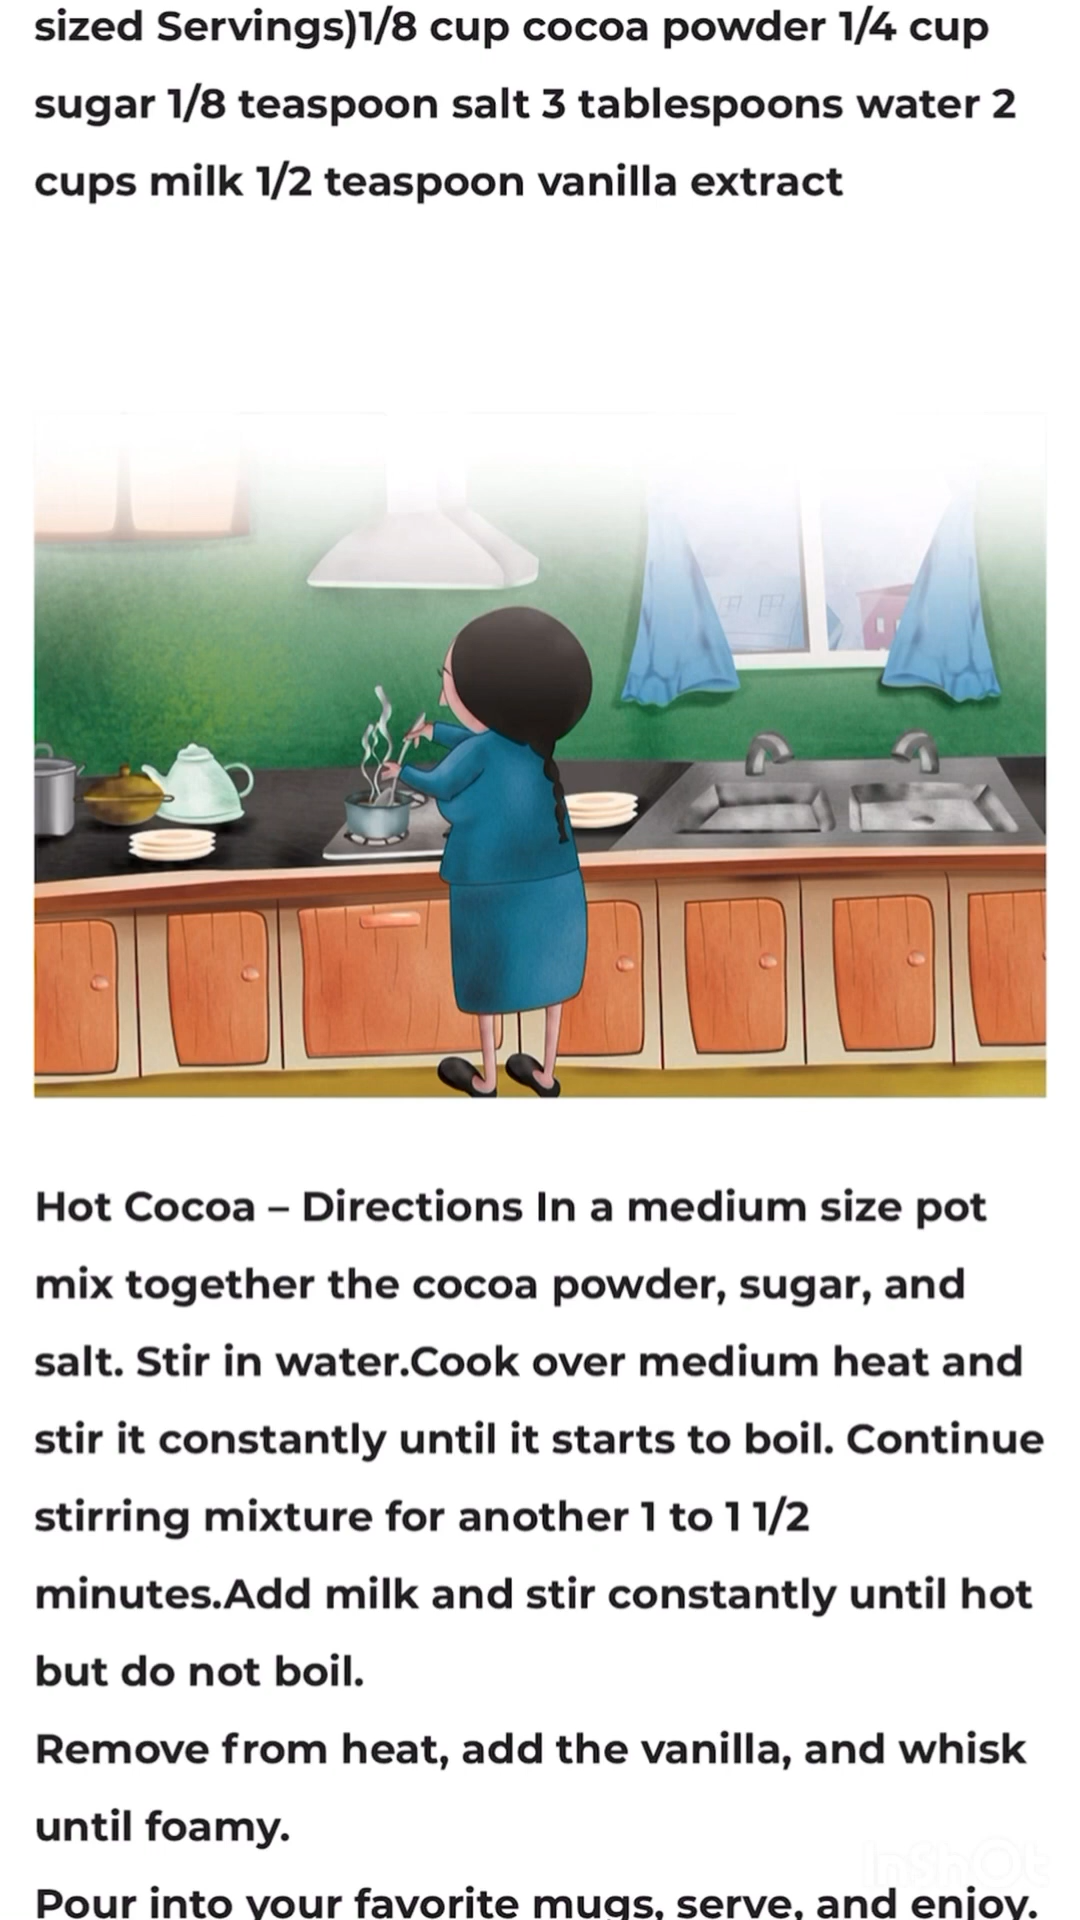 sized Servings)1/8 cup cocoa powder 1/4 cup
sugar 1/8 teaspoon salt 3 tablespoons water 2
cups milk 1/2 teaspoon vanilla extract
Hot Cocoa – Directions In a medium size pot
mix together the cocoa powder, sugar, and
salt. Stir in water.Cook over medium heat and
stir it constantly until it starts to boil. Continue
stirring mixture for another 1 to 1 1/2
minutes.Add milk and stir constantly until hot
but do not boil.
Remove from heat, add the vanilla, and whisk
until foamy.
InShOt
Pour into your favorite mugs, serve, and enjoy.